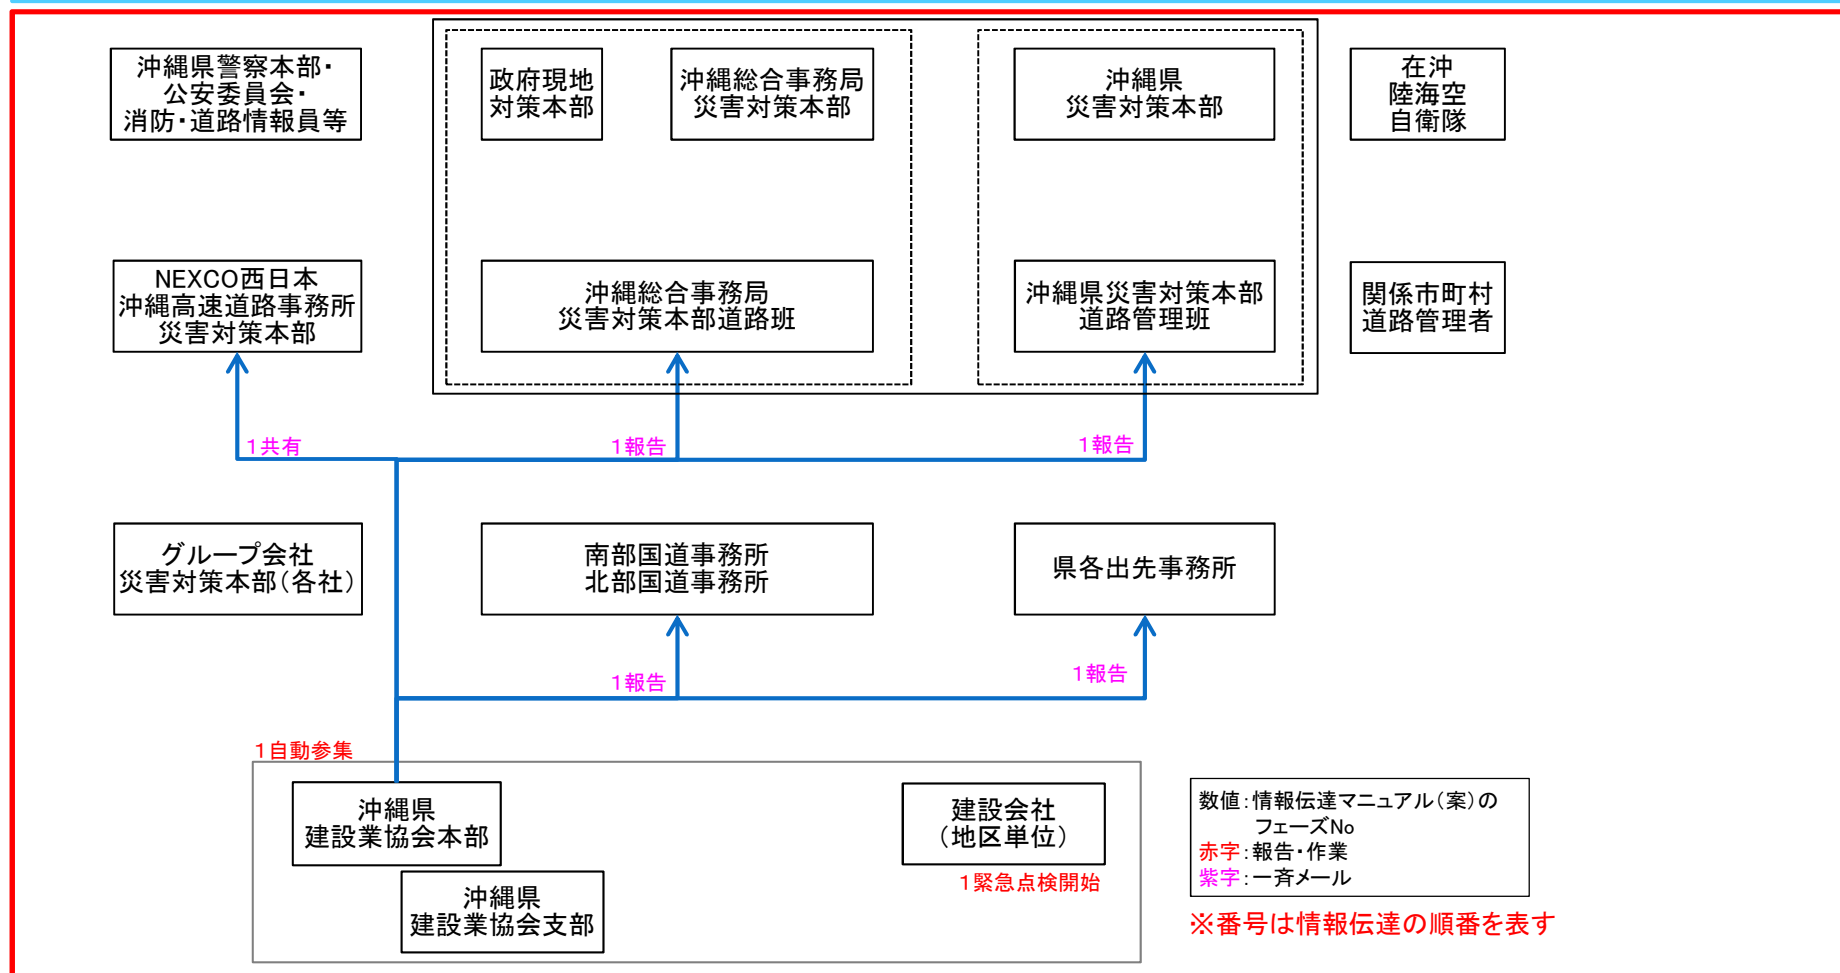 沖縄県警察本部・
公安委員会・
消防・道路情報員等
政府現地
対策本部
沖縄総合事務局
災害対策本部
沖縄県
災害対策本部
在沖
陸海空
自衛隊
NEXCO西日本
沖縄高速道路事務所
災害対策本部
沖縄総合事務局
災害対策本部道路班
沖縄県災害対策本部
道路管理班
関係市町村
道路管理者
1共有
1報告
1報告
グループ会社
災害対策本部（各社）
南部国道事務所
北部国道事務所
県各出先事務所
1報告
1報告
1自動参集
沖縄県
建設業協会本部
沖縄県
建設業協会支部
建設会社
（地区単位）
1緊急点検開始
数値：情報伝達マニュアル（案）の
フェーズNo
赤字：報告・作業
紫字：一斉メール
※番号は情報伝達の順番を表す